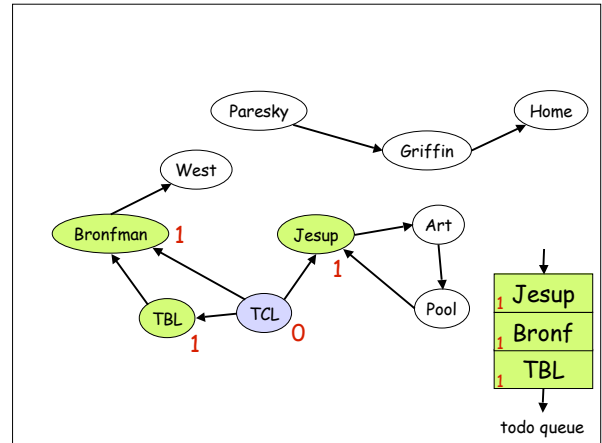 Paresky
Home
Griffin
West
Bronfman 1
Jesup
1
Art
TBL
1
TCL
0
Pool
1 Jesup
1 Bronf
1 TBL
todo queue